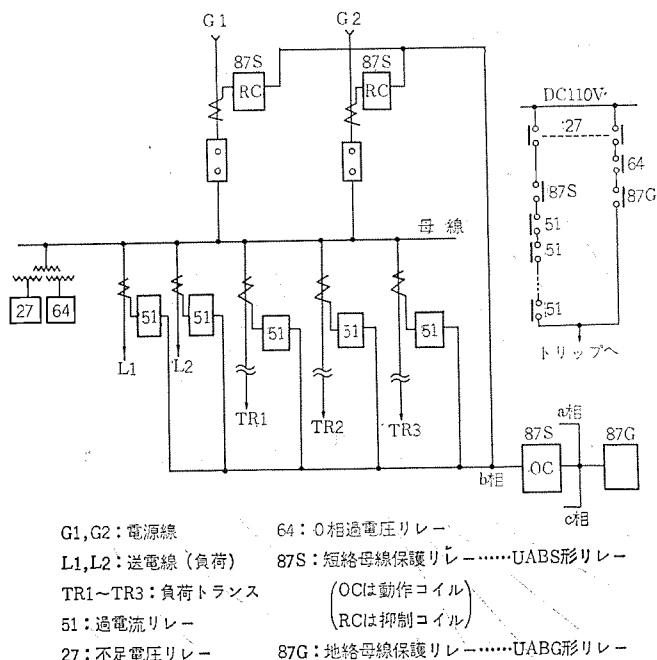 G1
G2
87S
RC
87S
RC
DC110V
27
64
87S
87G
51
51
51
トリップへ
母線
27
64
51
51
51
51
51
L1
L2
TR1
TR2
TR3
b相
87S
OC
a相
c相
87G
G1,G2：電源線
64：0相過電圧リレー
L1,L2：送電線（負荷）
87S：短絡母線保護リレー……UABS形リレー
TR1～TR3：負荷トランス
(OCは動作コイル
RCは抑制コイル)
51：過電流リレー
27：不足電圧リレー
87G：地絡母線保護リレー……UABG形リレー